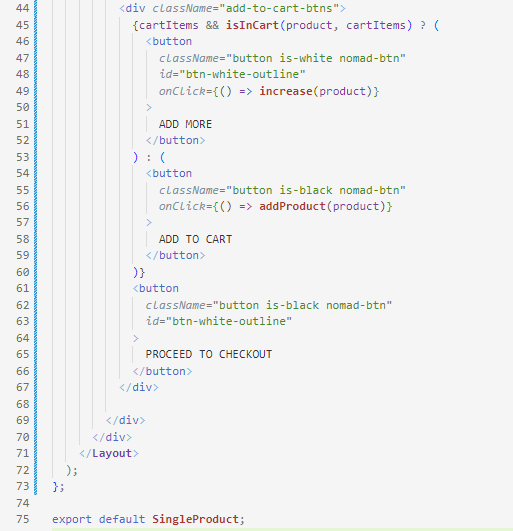 44 <div className="add-to-cart-btns">
45 {cartItems && isInCart(product, cartItems) ? (
46 <button
47 className="button is-white nomad-btn"
48 id="btn-white-outline"
49 onClick={() => increase(product)}
50 >
51 ADD MORE
52 </button>
53 ) : (
54 <button
55 className="button is-black nomad-btn"
56 onClick={() => addProduct(product)}
57 >
58 ADD TO CART
59 </button>
60 )}
61 <button
62 className="button is-black nomad-btn"
63 id="btn-white-outline"
64 >
65 PROCEED TO CHECKOUT
66 </button>
67 </div>
68
69 </div>
70 </div>
71 </Layout>
72 );
73 };
74
75 export default SingleProduct;